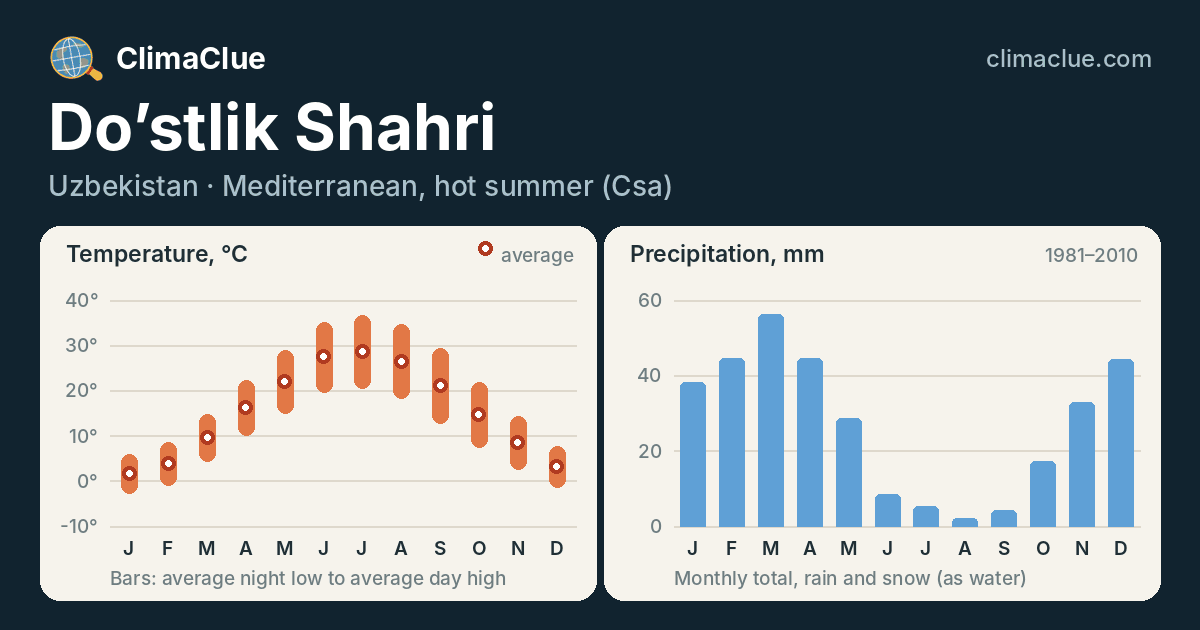 ClimaClue
climaclue.com
Do’stlik Shahri
Uzbekistan · Mediterranean, hot summer (Csa)
Temperature, °C
average
40°
30°
20°
10°
0°
-10°
J F M A M J J A S O N D
Bars: average night low to average day high
Precipitation, mm
1981–2010
60
40
20
0
J F M A M J J A S O N D
Monthly total, rain and snow (as water)